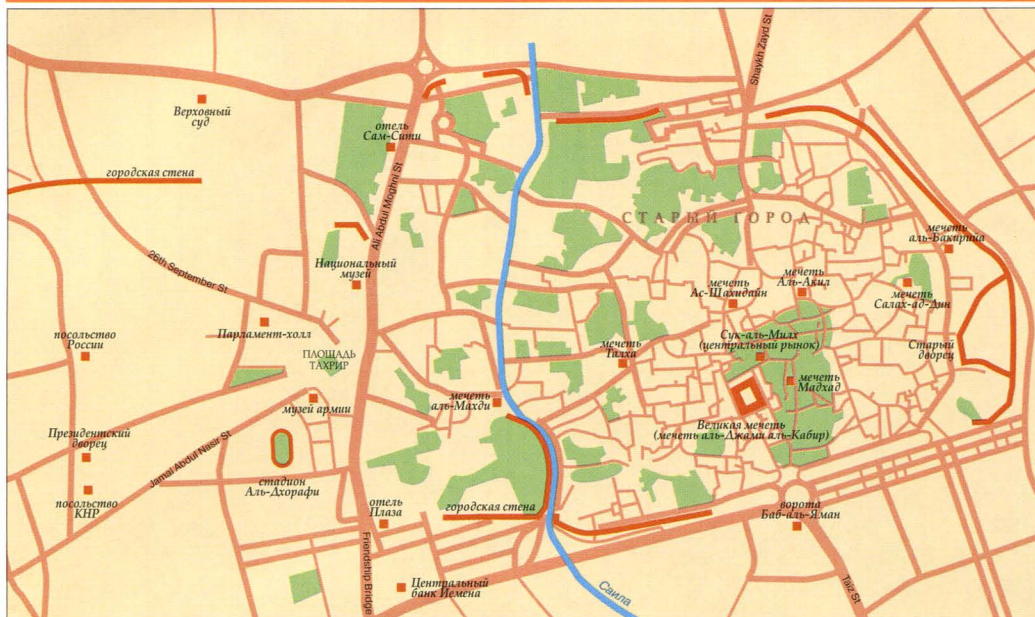 Shaykh Zayd St
Верховный
суд
отель
Сам-Сити
городская стена
Ali Abdul Moghni St
СТАРЫЙ ГОРОД
мечеть
аль-Бакирийа
26th September St
Национальный
музей
мечеть
Аль-Акил
мечеть
Ас-Шахидайн
мечеть
Салах-ад-Дин
посольство
России
Парламент-холл
ПЛОЩАДЬ
ТАХРИР
мечеть
Талха
Сук-аль-Милх
(центральный рынок)
Старый
дворец
мечеть
Мадхад
мечеть
аль-Махди
музей армии
Великая мечеть
(мечеть аль-Джами аль-Кабир)
Президентский
дворец
Jamal Abdul Nasir St
стадион
Аль-Дхорафи
посольство
КНР
отель
Плаза
городская стена
ворота
Баб-аль-Яман
Friendship Bridge
Центральный
банк Йемена
Саила
Taiz St